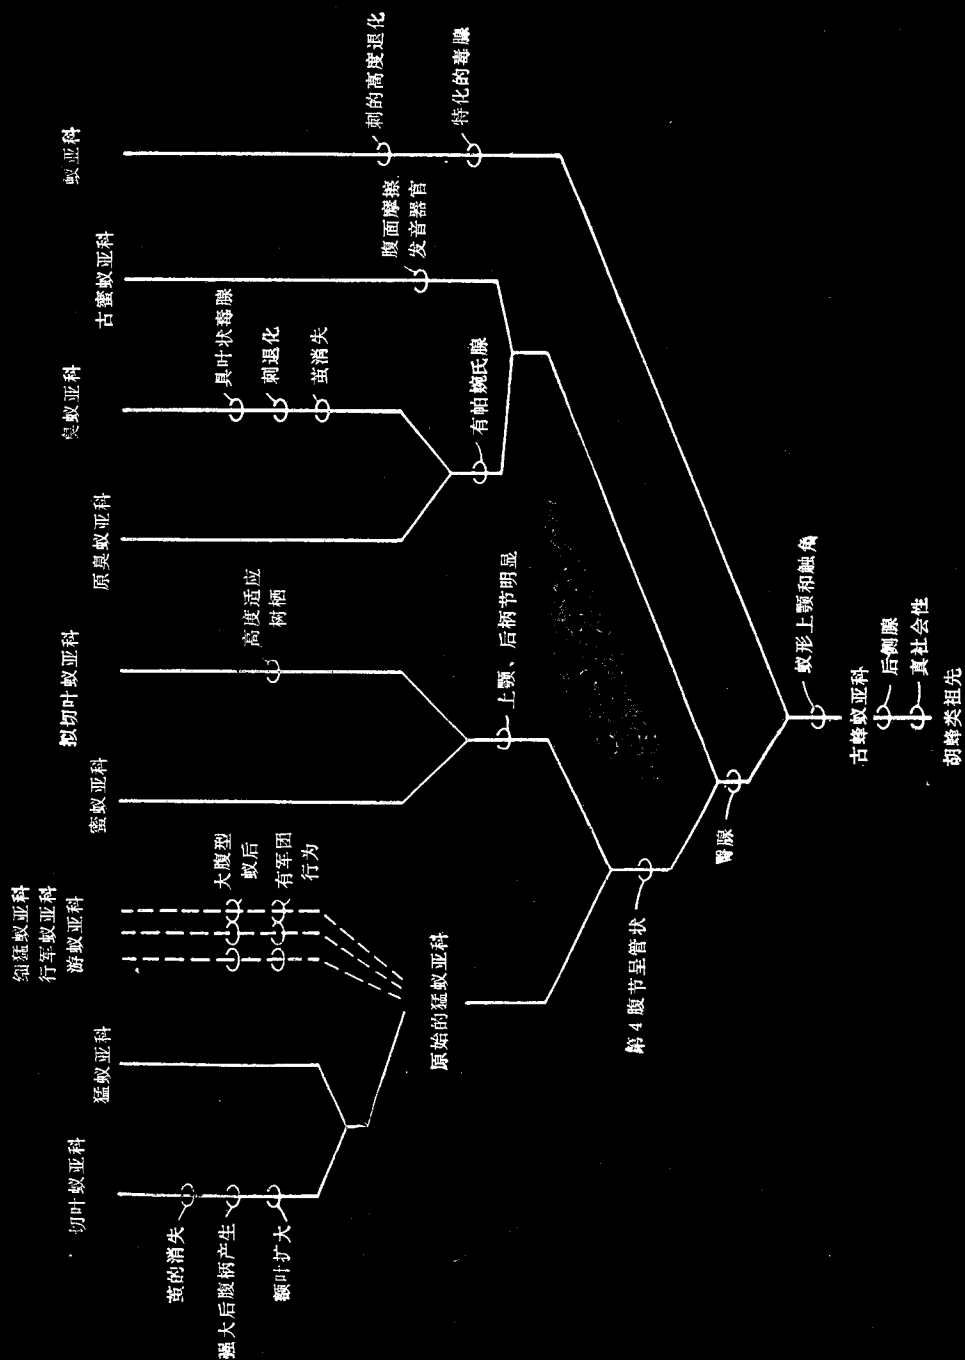 切叶蚁亚科
猛蚁亚科
细猛蚁亚科
行军蚁亚科
游蚁亚科
蜜蚁亚科
拟切叶蚁亚科
原臭蚁亚科
臭蚁亚科
古蜜蚁亚科
蚁亚科
茧的消失
强大后腹柄产生
额叶扩大
大腹型
蚁后
有军团
行为
高度适应
树栖
具叶状毒腺
刺退化
茧消失
腹面摩擦
发音器官
刺的高度退化
特化的毒腺
原始的猛蚁亚科
上颚、后柄节明显
有帕婉氏腺
第4腹节呈管状
臀腺
蚁形上颚和触角
古蜂蚁亚科
后侧腺
真社会性
胡蜂类祖先